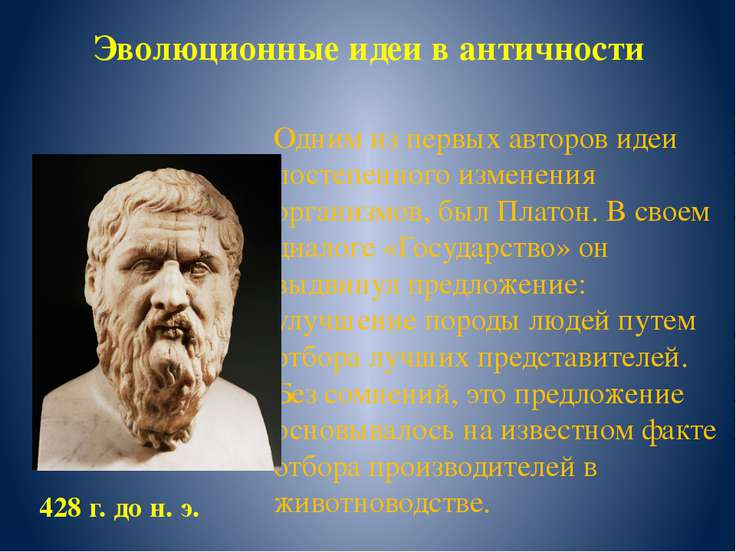 Эволюционные идеи в античности
Одним из первых авторов идеи
постепенного изменения
организмов, был Платон. В своем
диалоге «Государство» он
выдвинул предложение:
улучшение породы людей путем
отбора лучших представителей.
Без сомнений, это предложение
основывалось на известном факте
отбора производителей в
животноводстве.
428 г. до н. э.